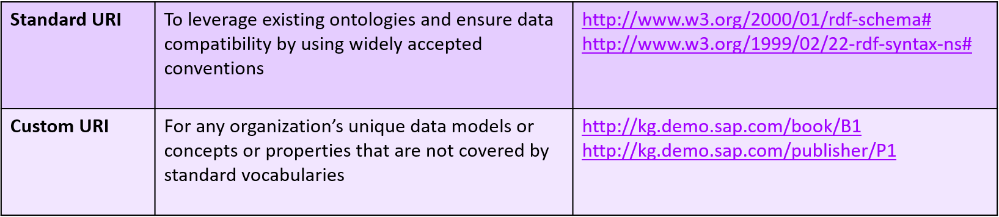 Standard URI
To leverage existing ontologies and ensure data
compatibility by using widely accepted
conventions
http://www.w3.org/2000/01/rdf-schema#
http://www.w3.org/1999/02/22-rdf-syntax-ns#
Custom URI
For any organization’s unique data models or
concepts or properties that are not covered by
standard vocabularies
http://kg.demo.sap.com/book/B1
http://kg.demo.sap.com/publisher/P1